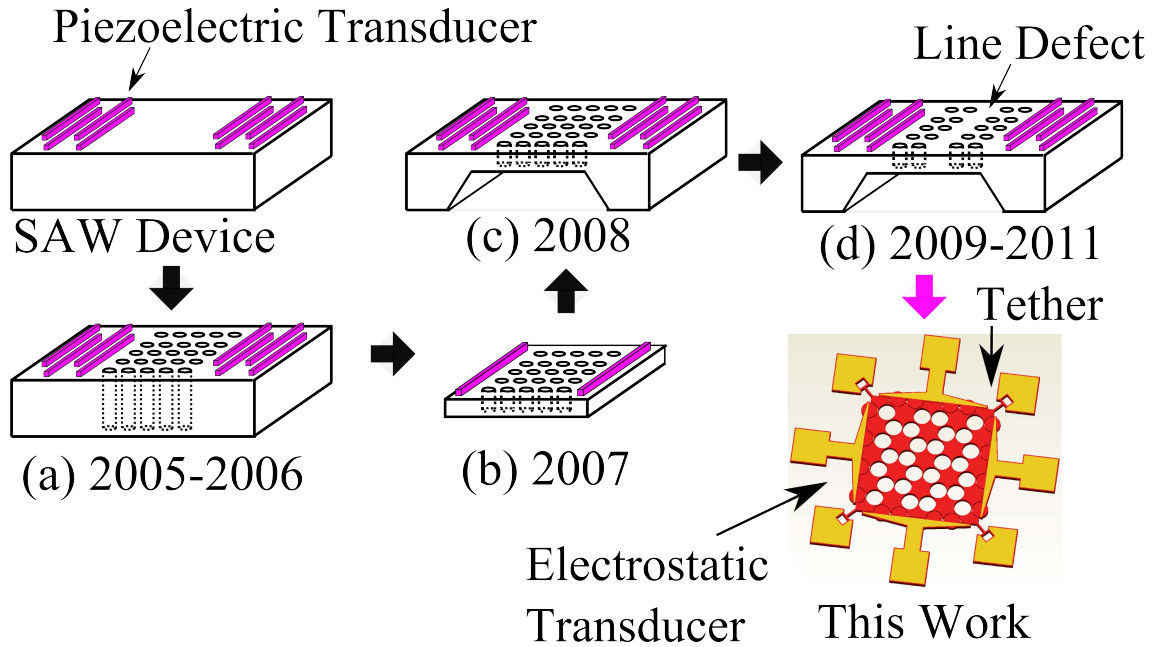 Piezoelectric Transducer
Line Defect
SAW Device
(c) 2008
(d) 2009-2011
Tether
(a) 2005-2006
(b) 2007
Electrostatic
Transducer
This Work